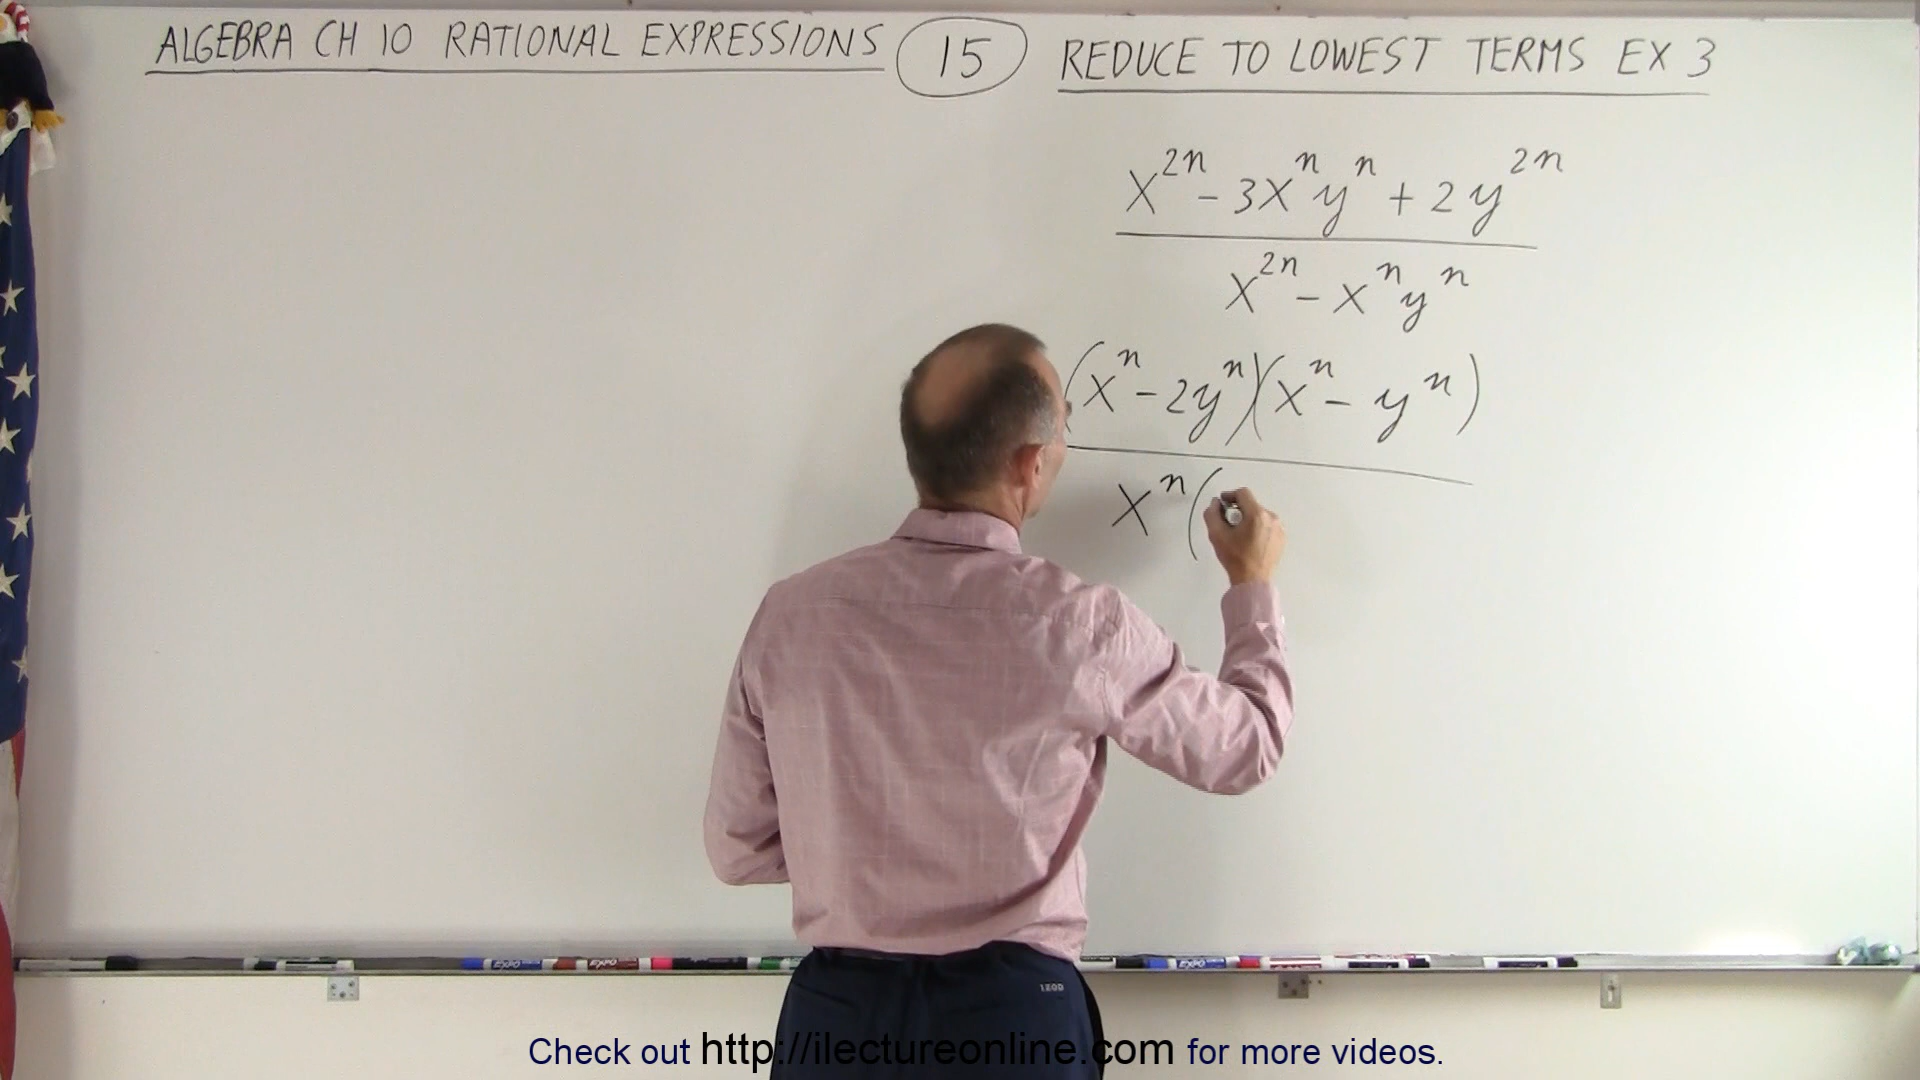 ALGEBRA CH 10 RATIONAL EXPRESSIONS 15 REDUCE TO LOWEST TERMS EX 3
x^{2n} - 3x^n y^n + 2y^{2n}
x^{2n} - x^n y^n
(x^n - 2y^n)(x^n - y^n)
x^n (
IZOD
Check out http://ilectureonline.com for more videos.